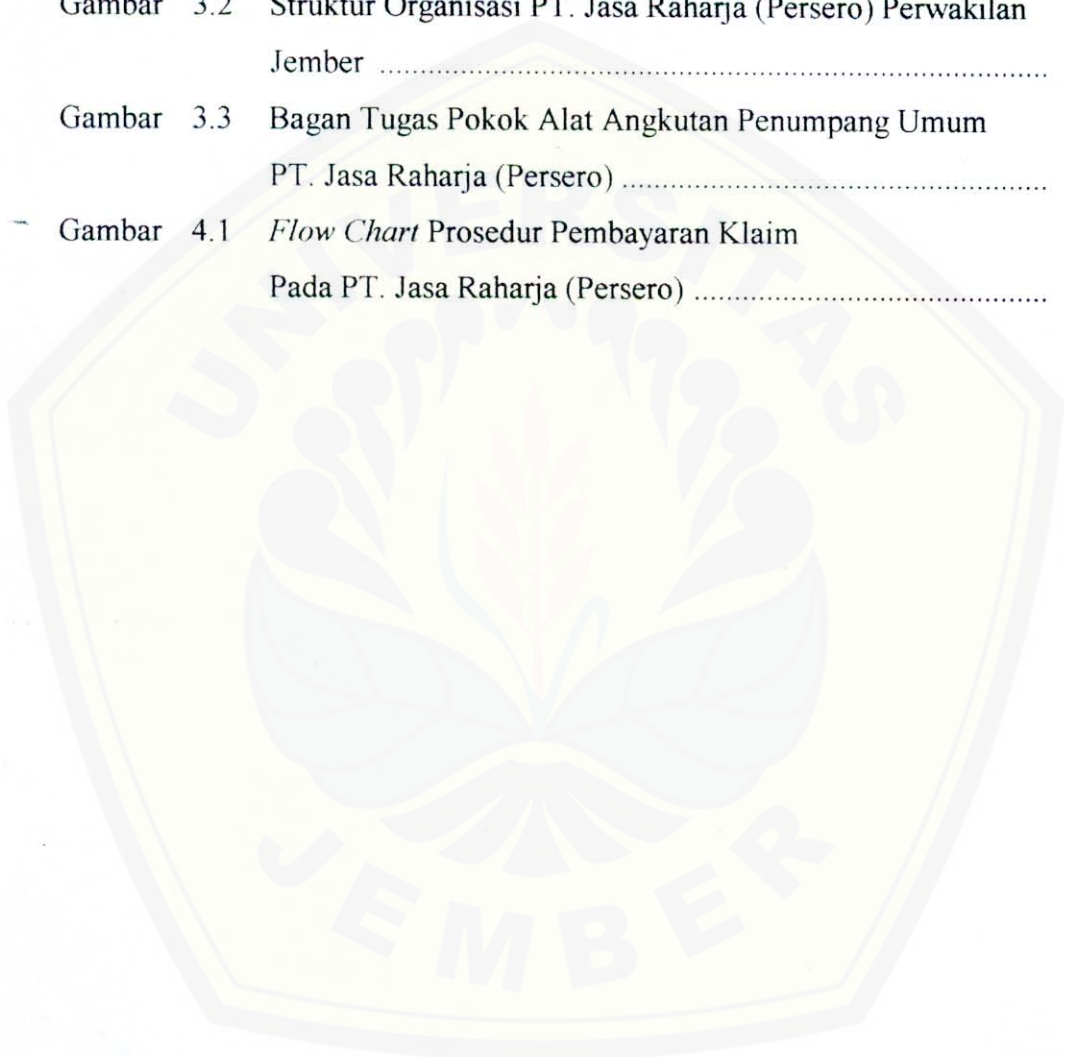 Gambar 3.2 Struktur Organisasi PT. Jasa Raharja (Persero) Perwakilan
Jember ................................................................................
Gambar 3.3 Bagan Tugas Pokok Alat Angkutan Penumpang Umum
PT. Jasa Raharja (Persero) ....................................................
- Gambar 4.1 Flow Chart Prosedur Pembayaran Klaim
Pada PT. Jasa Raharja (Persero) ...........................................
UNIVERSITAS
JEMBER